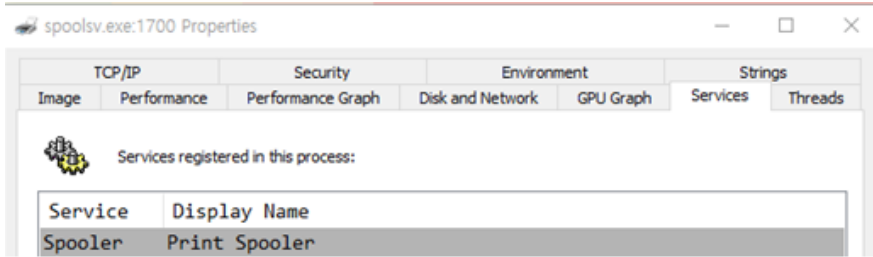 spoolsv.exe:1700 Properties
TCP/IP Security Environment Strings
Image Performance Performance Graph Disk and Network GPU Graph Services Threads
Services registered in this process:
Service Display Name
Spooler Print Spooler